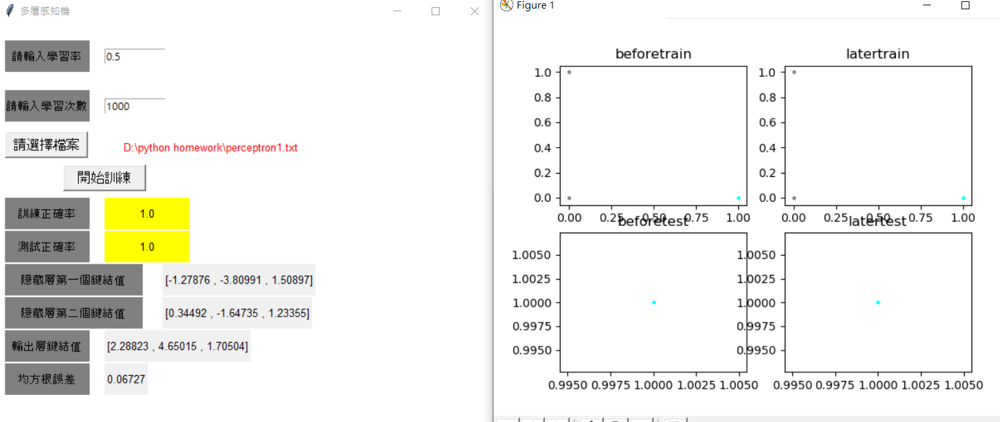 多層感知機
請輸入學習率
0.5
請輸入學習次數
1000
請選擇檔案
D:\python homework\perceptron1.txt
開始訓練
訓練正確率
1.0
測試正確率
1.0
隱藏層第一個鍵結值
[-1.27876 , -3.80991 , 1.50897]
隱藏層第二個鍵結值
[0.34492 , -1.64735 , 1.23355]
輸出層鍵結值
[2.28823 , 4.65015 , 1.70504]
均方根誤差
0.06727
Figure 1
beforetrain
1.0
0.8
0.6
0.4
0.2
0.0
0.00 0.25 0.50 0.75 1.00
latertrain
1.0
0.8
0.6
0.4
0.2
0.0
0.00 0.25 0.50 0.75 1.00
beforetest
1.0050
1.0025
1.0000
0.9975
0.9950
0.9950 0.9975 1.0000 1.0025 1.0050
latertest
1.0050
1.0025
1.0000
0.9975
0.9950
0.9950 0.9975 1.0000 1.0025 1.0050